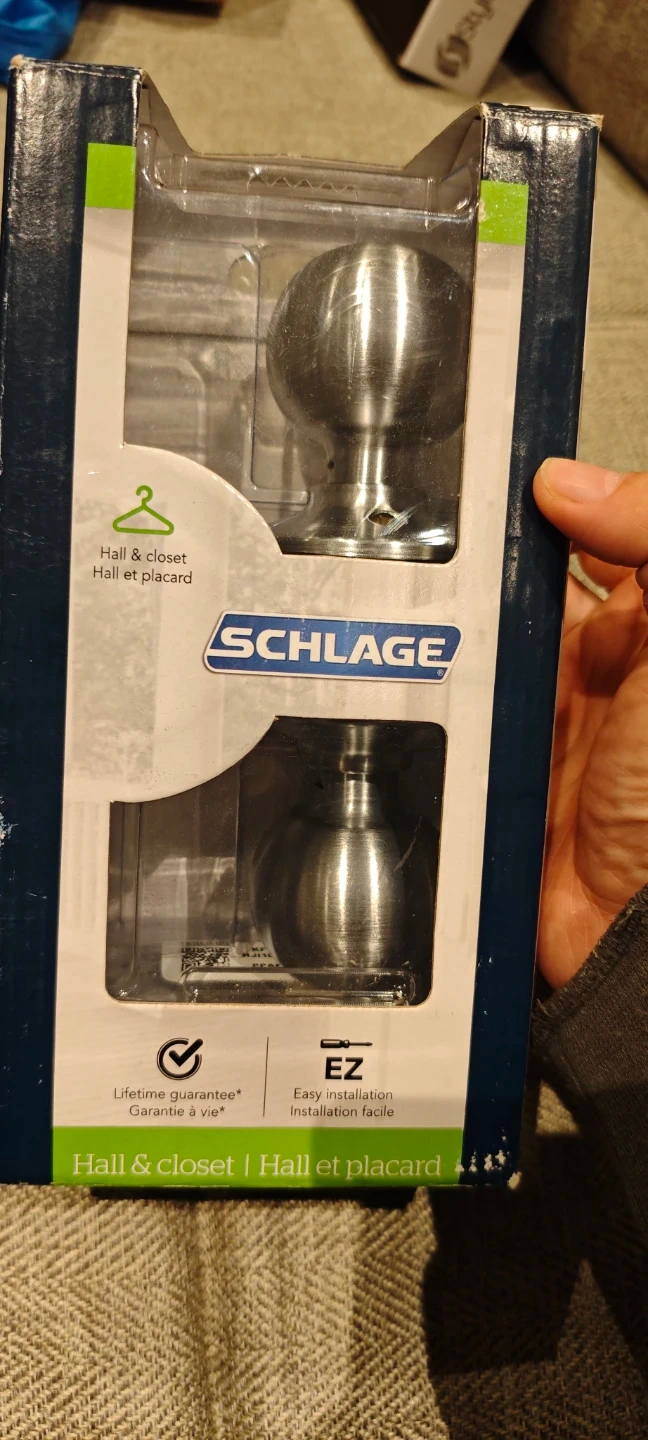 Hall & closet
Hall et placard
SCHLAGE
®
Lifetime guarantee*
Garantie à vie*
EZ
Easy installation
Installation facile
Hall & closet | Hall et placard